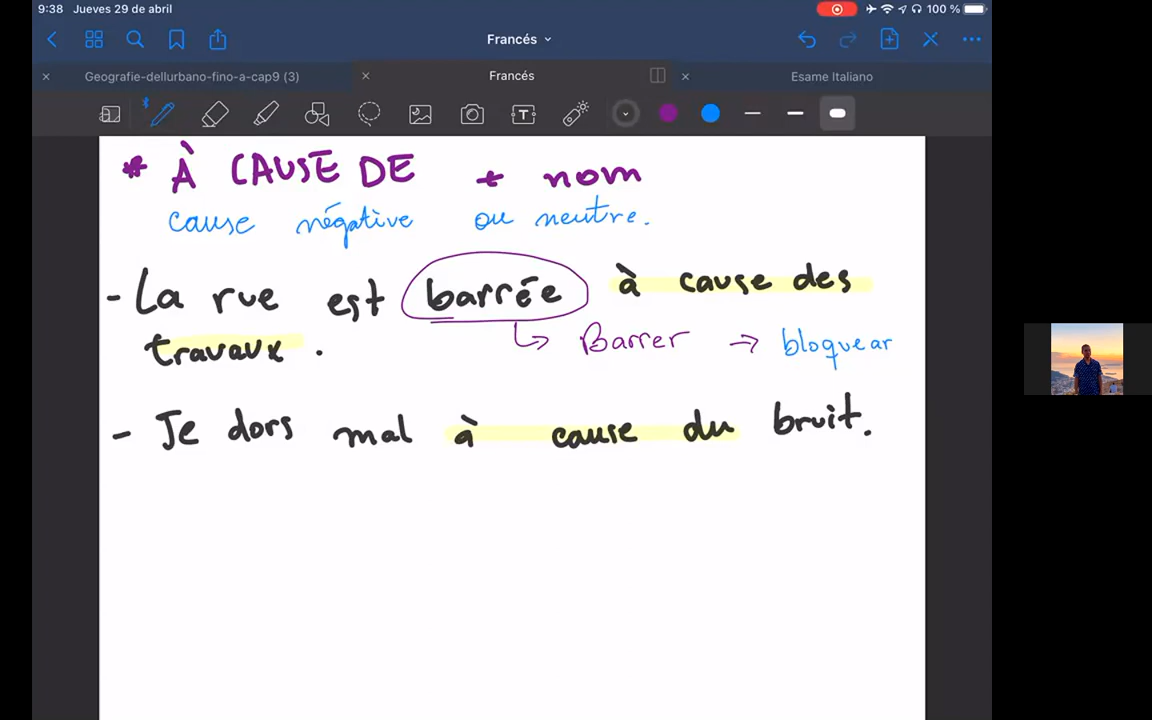 9:38 Jueves 29 de abril 100 %
Francés
Geografie-dellurbano-fino-a-cap9 (3) Francés Esame Italiano
* À CAUSE DE + nom
cause négative ou neutre.
- La rue est barrée à cause des
travaux.
↳ Barrer → bloquear
- Je dors mal à cause du bruit.